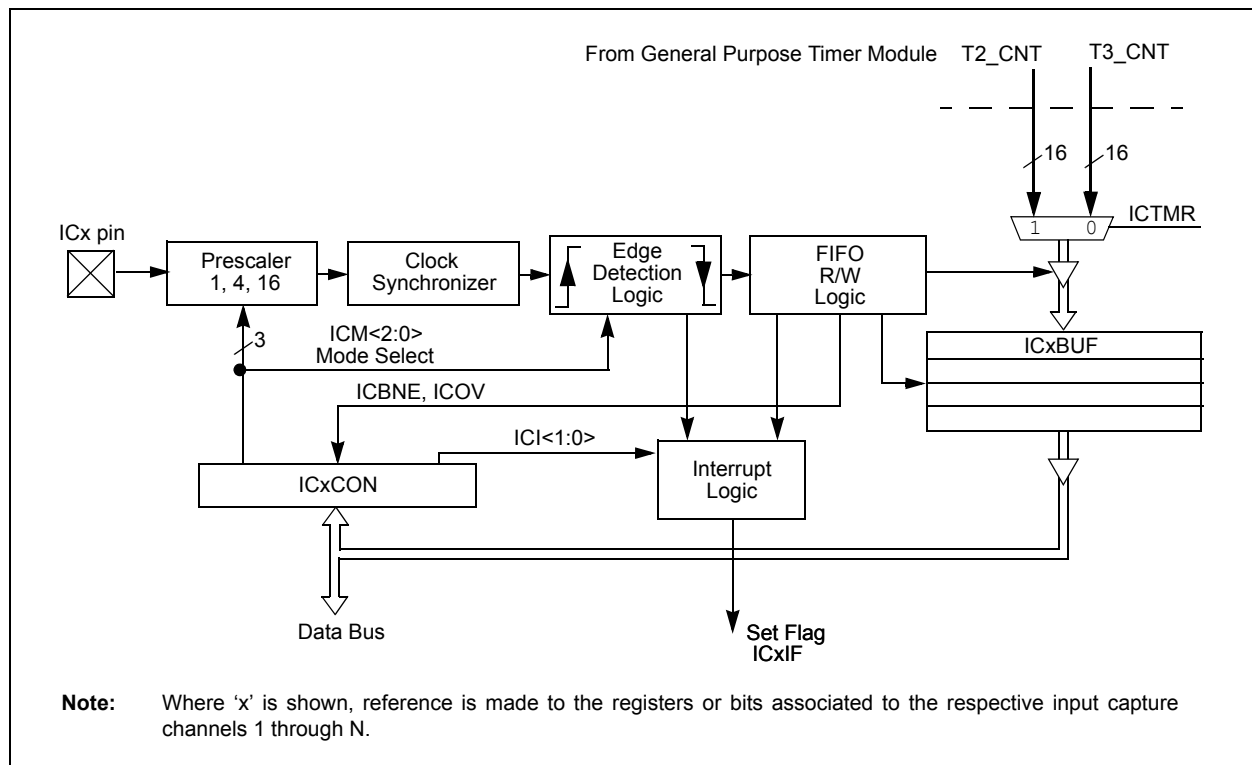 From General Purpose Timer Module T2_CNT T3_CNT
16 16
1 0 ICTMR
ICx pin
Prescaler
1, 4, 16
Clock
Synchronizer
Edge
Detection
Logic
FIFO
R/W
Logic
3
ICM<2:0>
Mode Select
ICxBUF
ICBNE, ICOV
ICI<1:0>
ICxCON
Interrupt
Logic
Data Bus
Set Flag
ICxIF
Note: Where ‘x’ is shown, reference is made to the registers or bits associated to the respective input capture
channels 1 through N.